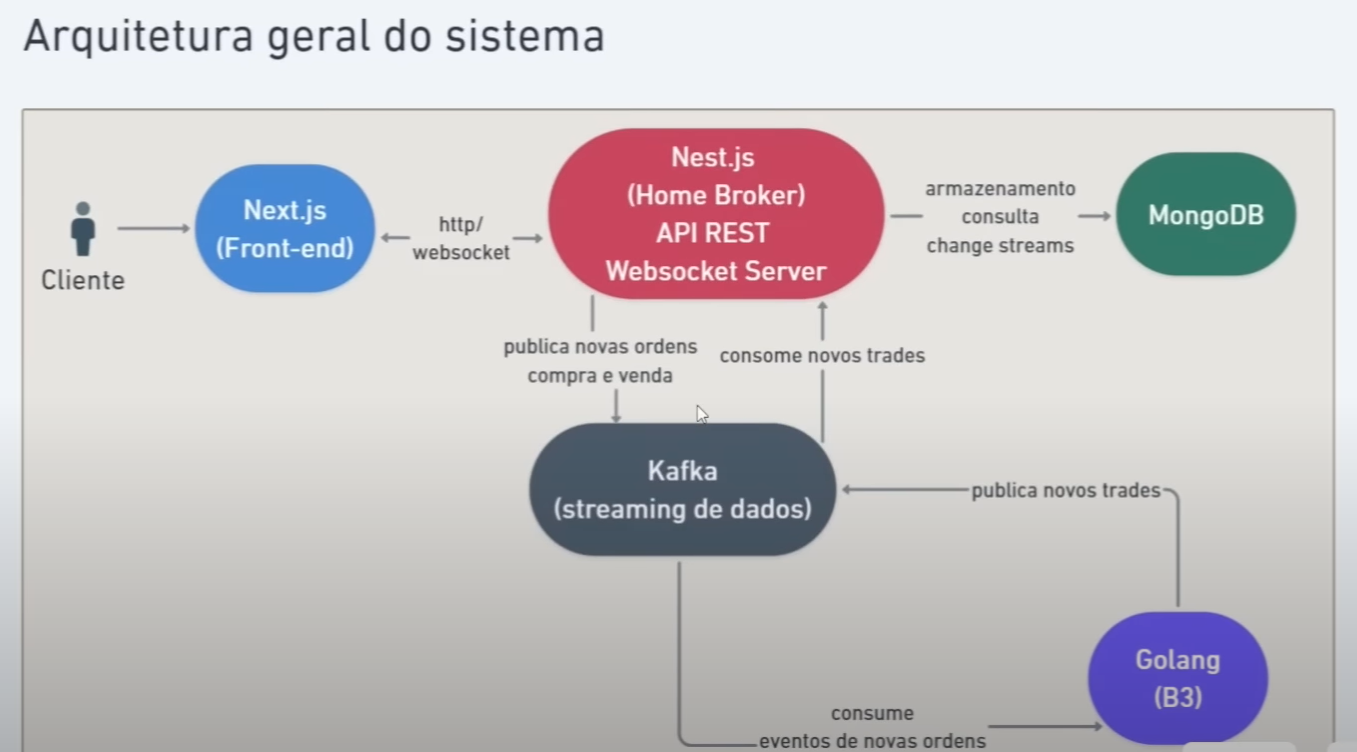 Arquitetura geral do sistema
Cliente
Next.js
(Front-end)
http/
websocket
Nest.js
(Home Broker)
API REST
Websocket Server
armazenamento
consulta
change streams
MongoDB
publica novas ordens
compra e venda
consome novos trades
Kafka
(streaming de dados)
publica novos trades
Golang
(B3)
consume
eventos de novas ordens